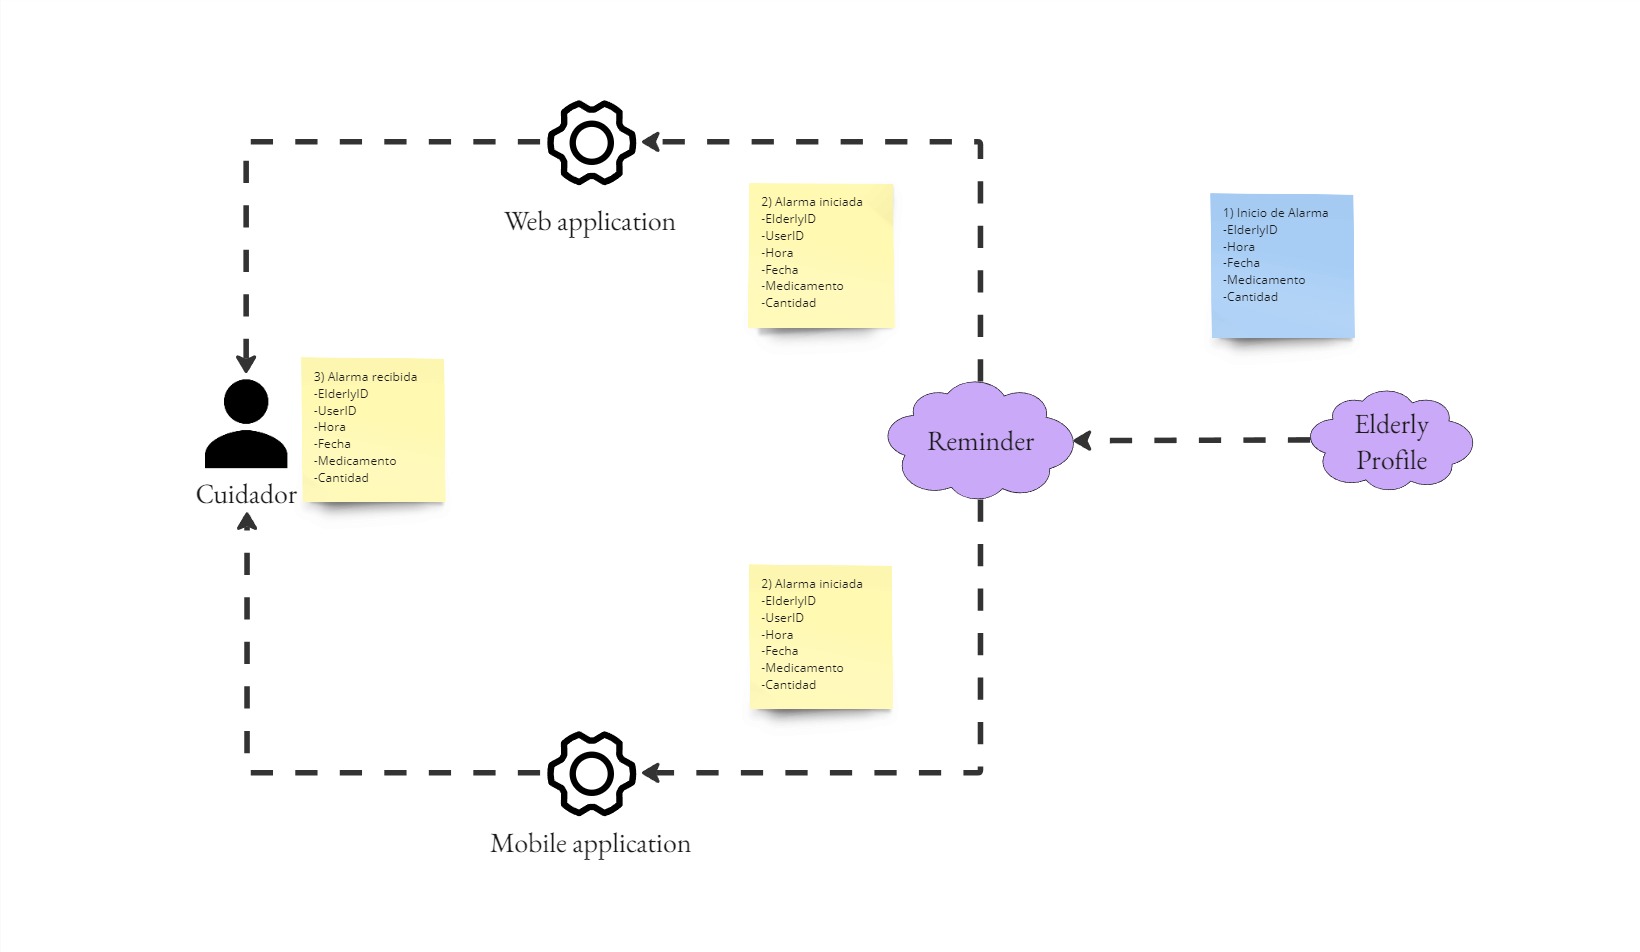 Web application
2) Alarma iniciada
-ElderlyID
-UserID
-Hora
-Fecha
-Medicamento
-Cantidad
1) Inicio de Alarma
-ElderlyID
-Hora
-Fecha
-Medicamento
-Cantidad
3) Alarma recibida
-ElderlyID
-UserID
-Hora
-Fecha
-Medicamento
-Cantidad
Cuidador
Reminder
Elderly
Profile
2) Alarma iniciada
-ElderlyID
-UserID
-Hora
-Fecha
-Medicamento
-Cantidad
Mobile application